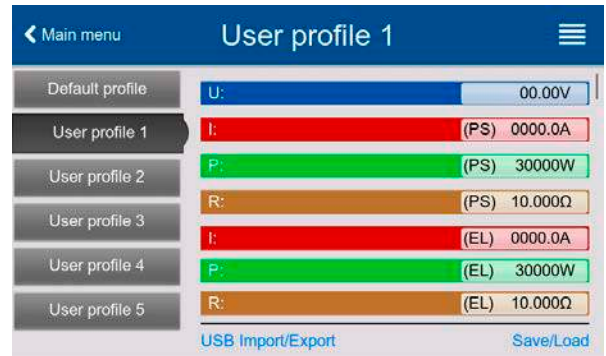 Main menu
User profile 1
Default profile
User profile 1
User profile 2
User profile 3
User profile 4
User profile 5
U: 00.00V
I: (PS) 0000.0A
P: (PS) 30000W
R: (PS) 10.000Ω
I: (EL) 0000.0A
P: (EL) 30000W
R: (EL) 10.000Ω
USB Import/Export Save/Load